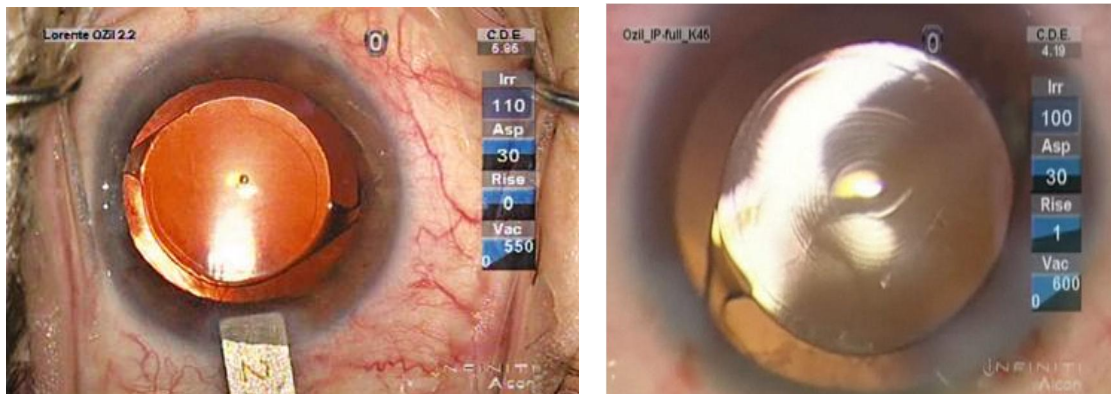 Lorente OZil 2.2
0
C.D.E.
5.95
Irr
110
Asp
30
Rise
0
Vac
550
0
N
INFINITI
Alcon
Ozil_IP-full_K45
0
C.D.E.
4.19
Irr
100
Asp
30
Rise
1
Vac
600
0
INFINITI
Alcon